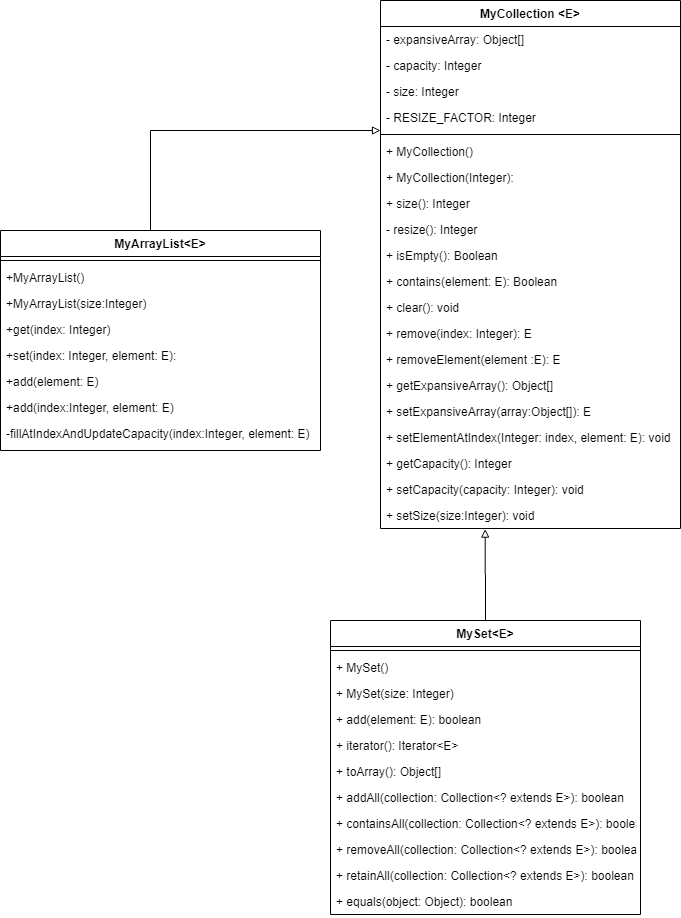 MyCollection <E>
- expansiveArray: Object[]
- capacity: Integer
- size: Integer
- RESIZE_FACTOR: Integer
+ MyCollection()
+ MyCollection(Integer):
+ size(): Integer
- resize(): Integer
+ isEmpty(): Boolean
+ contains(element: E): Boolean
+ clear(): void
+ remove(index: Integer): E
+ removeElement(element :E): E
+ getExpansiveArray(): Object[]
+ setExpansiveArray(array:Object[]): E
+ setElementAtIndex(Integer: index, element: E): void
+ getCapacity(): Integer
+ setCapacity(capacity: Integer): void
+ setSize(size:Integer): void
MyArrayList<E>
+MyArrayList()
+MyArrayList(size:Integer)
+get(index: Integer)
+set(index: Integer, element: E):
+add(element: E)
+add(index:Integer, element: E)
-fillAtIndexAndUpdateCapacity(index:Integer, element: E)
MySet<E>
+ MySet()
+ MySet(size: Integer)
+ add(element: E): boolean
+ iterator(): Iterator<E>
+ toArray(): Object[]
+ addAll(collection: Collection<? extends E>): boolean
+ containsAll(collection: Collection<? extends E>): boole
+ removeAll(collection: Collection<? extends E>): boolea
+ retainAll(collection: Collection<? extends E>): boolean
+ equals(object: Object): boolean